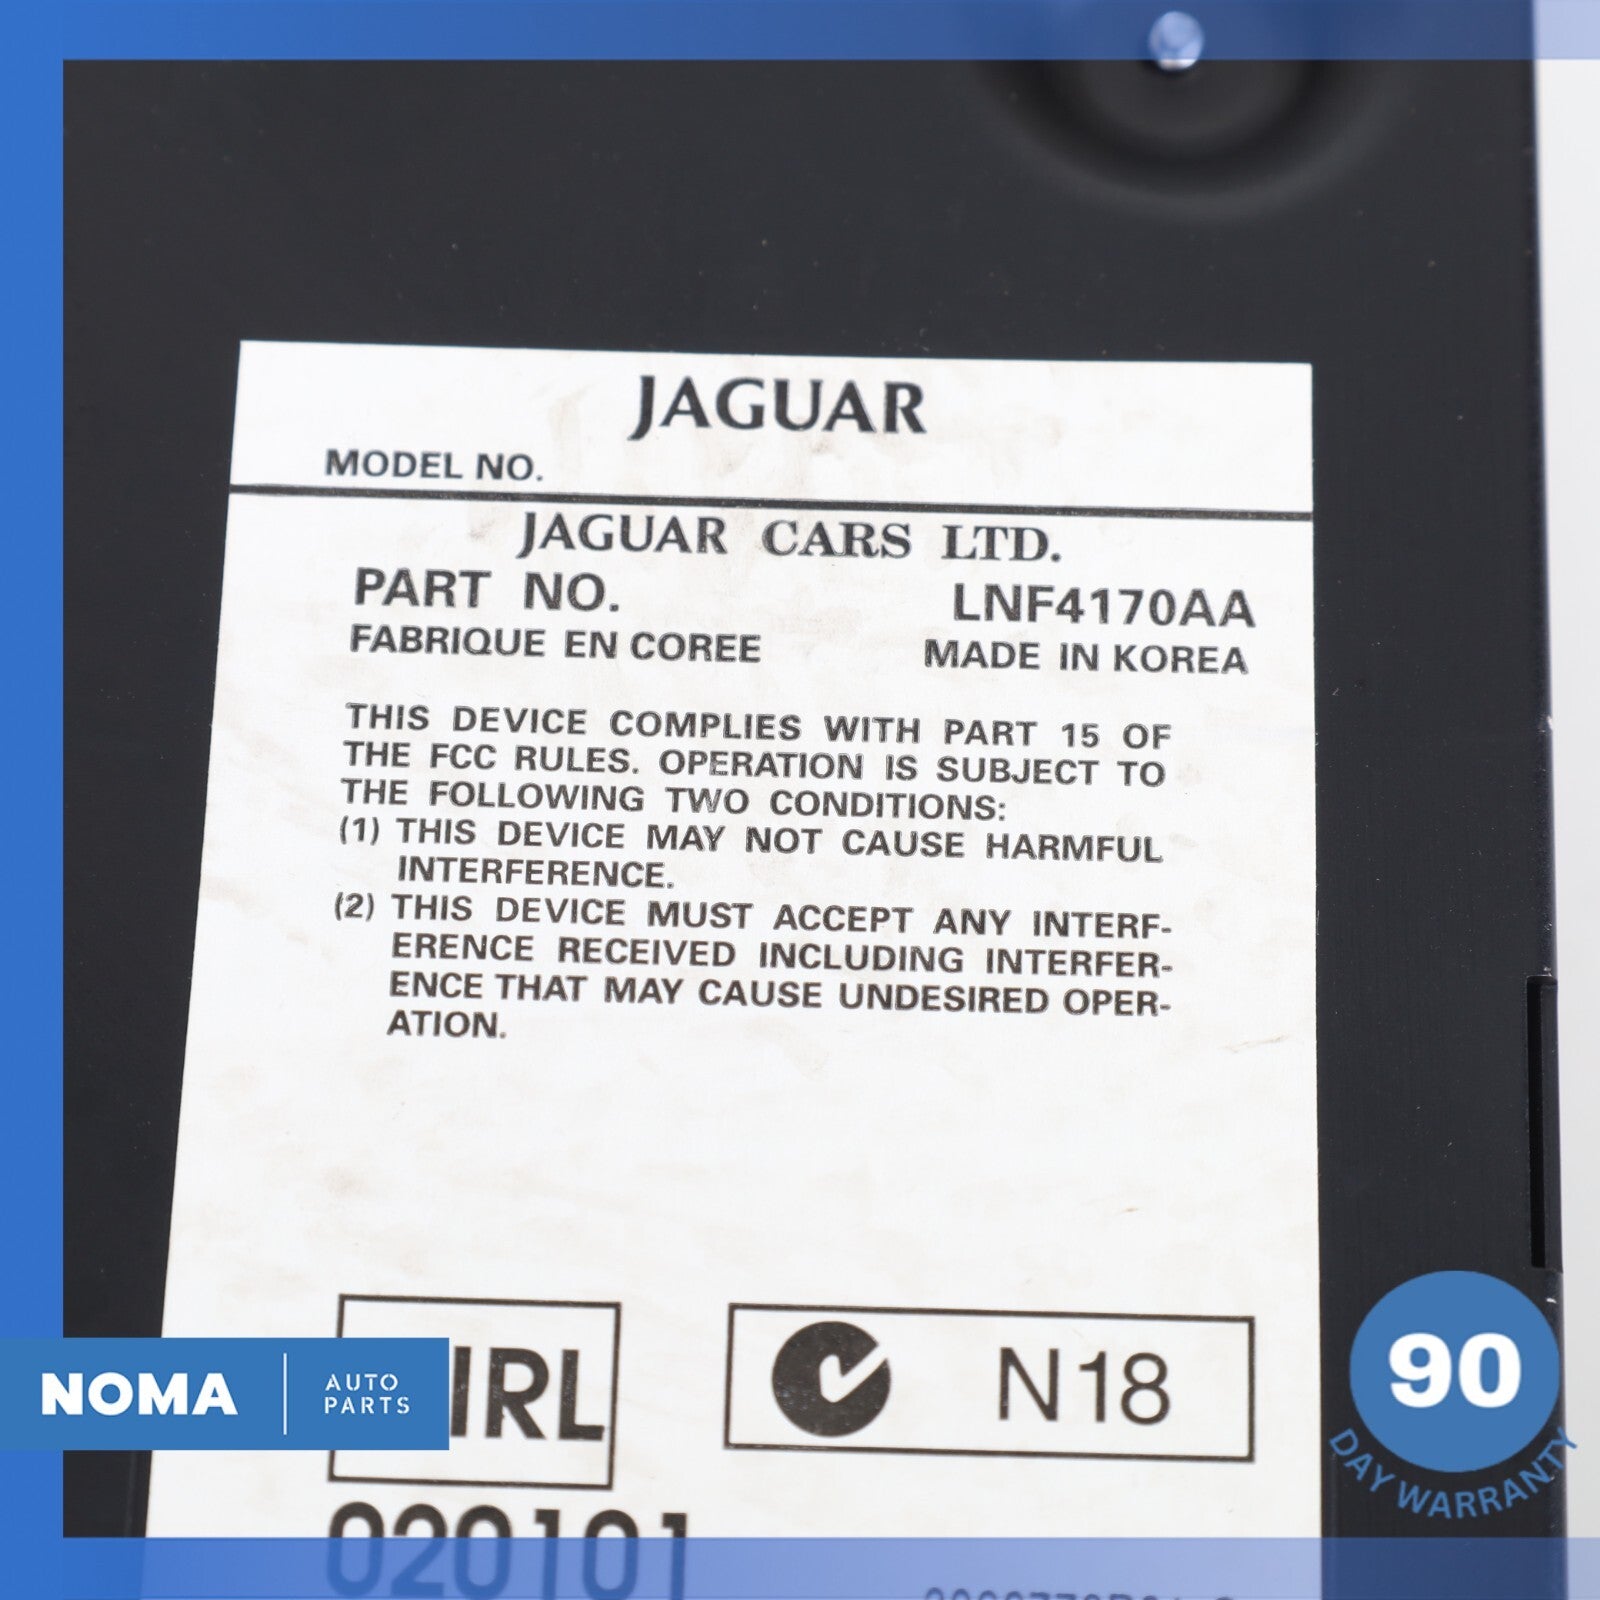 JAGUAR
MODEL NO.
JAGUAR CARS LTD.
PART NO. LNF4170AA
FABRIQUE EN COREE MADE IN KOREA
THIS DEVICE COMPLIES WITH PART 15 OF
THE FCC RULES. OPERATION IS SUBJECT TO
THE FOLLOWING TWO CONDITIONS:
(1) THIS DEVICE MAY NOT CAUSE HARMFUL
INTERFERENCE.
(2) THIS DEVICE MUST ACCEPT ANY INTERF-
ERENCE RECEIVED INCLUDING INTERFER-
ENCE THAT MAY CAUSE UNDESIRED OPER-
ATION.
IRL N18
NOMA AUTO
PARTS
90
DAY WARRANTY
020101